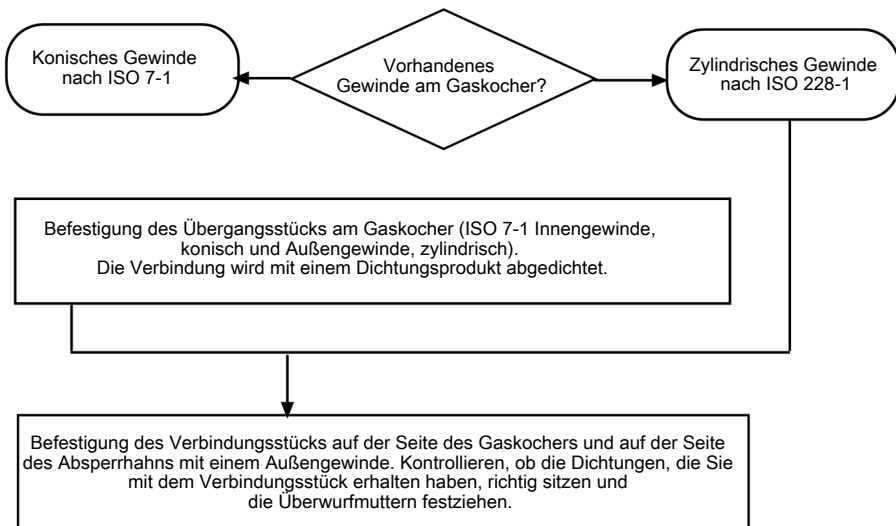 Konisches Gewinde
nach ISO 7-1
Vorhandenes
Gewinde am Gaskocher?
Zylindrisches Gewinde
nach ISO 228-1
Befestigung des Übergangsstücks am Gaskocher (ISO 7-1 Innengewinde,
konisch und Außengewinde, zylindrisch).
Die Verbindung wird mit einem Dichtungsprodukt abgedichtet.
Befestigung des Verbindungsstücks auf der Seite des Gaskochers und auf der Seite
des Absperrhahns mit einem Außengewinde. Kontrollieren, ob die Dichtungen, die Sie
mit dem Verbindungsstück erhalten haben, richtig sitzen und
die Überwurfmuttern festziehen.